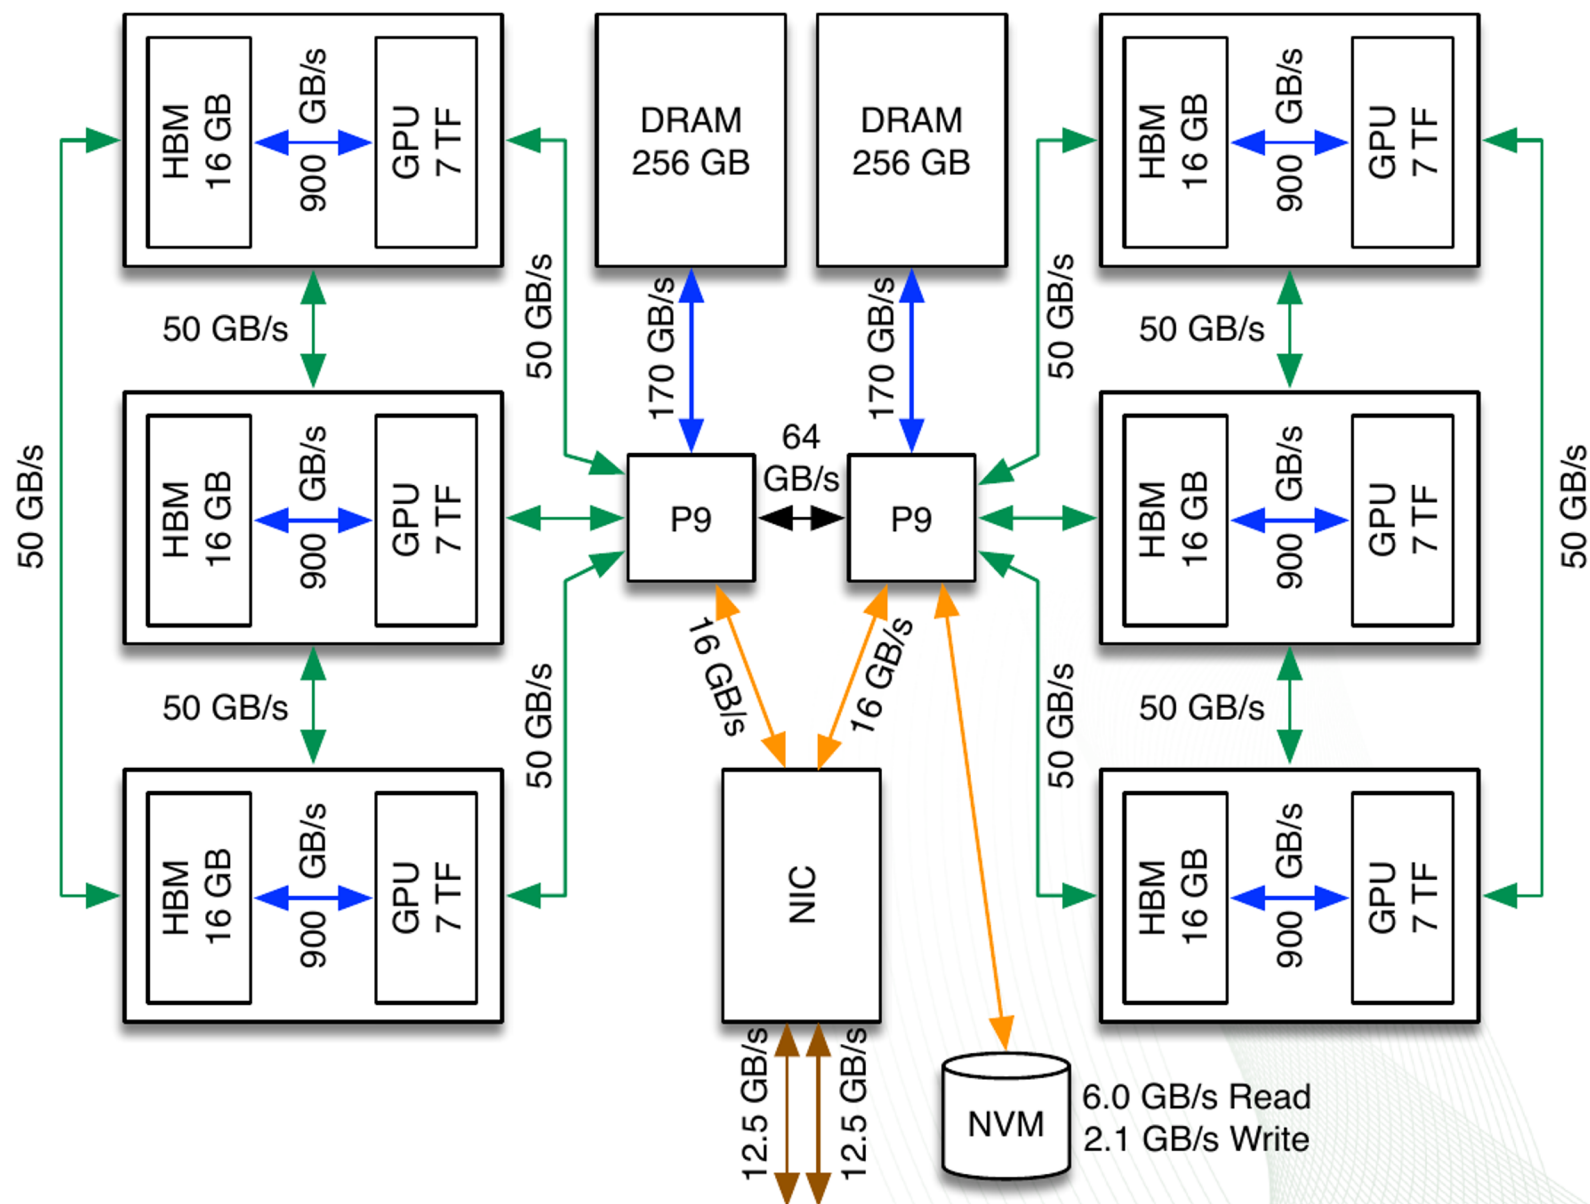 HBM
16 GB
900 GB/s
GPU
7 TF
DRAM
256 GB
DRAM
256 GB
HBM
16 GB
900 GB/s
GPU
7 TF
50 GB/s
50 GB/s
170 GB/s
170 GB/s
50 GB/s
50 GB/s
50 GB/s
HBM
16 GB
900 GB/s
GPU
7 TF
P9
64
GB/s
P9
HBM
16 GB
900 GB/s
GPU
7 TF
50 GB/s
50 GB/s
50 GB/s
16 GB/s
16 GB/s
50 GB/s
50 GB/s
HBM
16 GB
900 GB/s
GPU
7 TF
NIC
HBM
16 GB
900 GB/s
GPU
7 TF
12.5 GB/s
12.5 GB/s
NVM
6.0 GB/s Read
2.1 GB/s Write